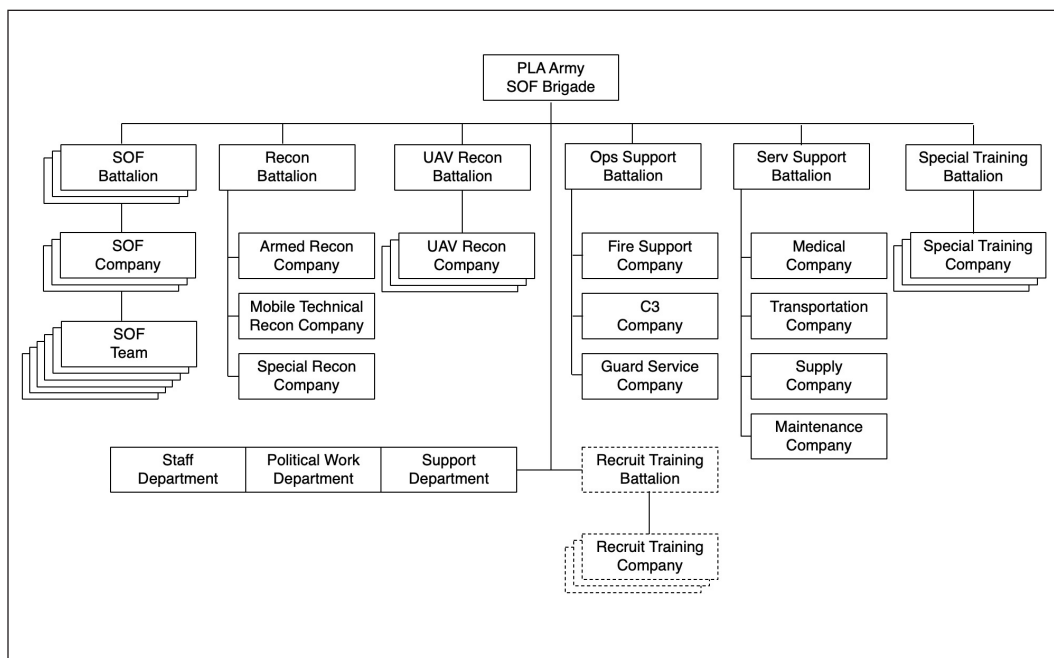 PLA Army
SOF Brigade
SOF
Battalion
Recon
Battalion
UAV Recon
Battalion
Ops Support
Battalion
Serv Support
Battalion
Special Training
Battalion
SOF
Company
Armed Recon
Company
UAV Recon
Company
Fire Support
Company
Medical
Company
Special Training
Company
Mobile Technical
Recon Company
C3
Company
Transportation
Company
SOF
Team
Special Recon
Company
Guard Service
Company
Supply
Company
Maintenance
Company
Staff
Department
Political Work
Department
Support
Department
Recruit Training
Battalion
Recruit Training
Company